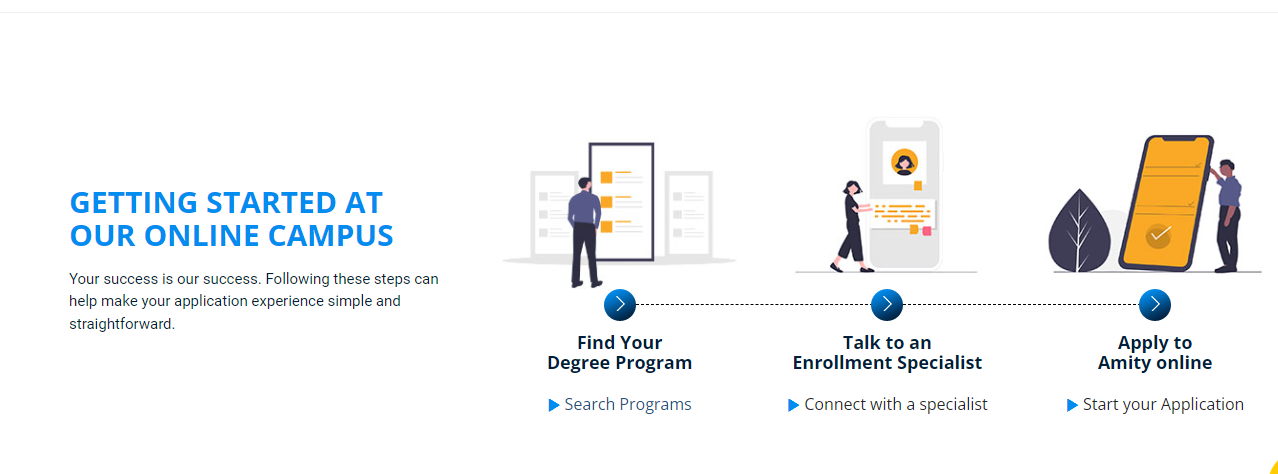 GETTING STARTED AT
OUR ONLINE CAMPUS
Your success is our success. Following these steps can
help make your application experience simple and
straightforward.
Find Your
Degree Program
Search Programs
Talk to an
Enrollment Specialist
Connect with a specialist
Apply to
Amity online
Start your Application